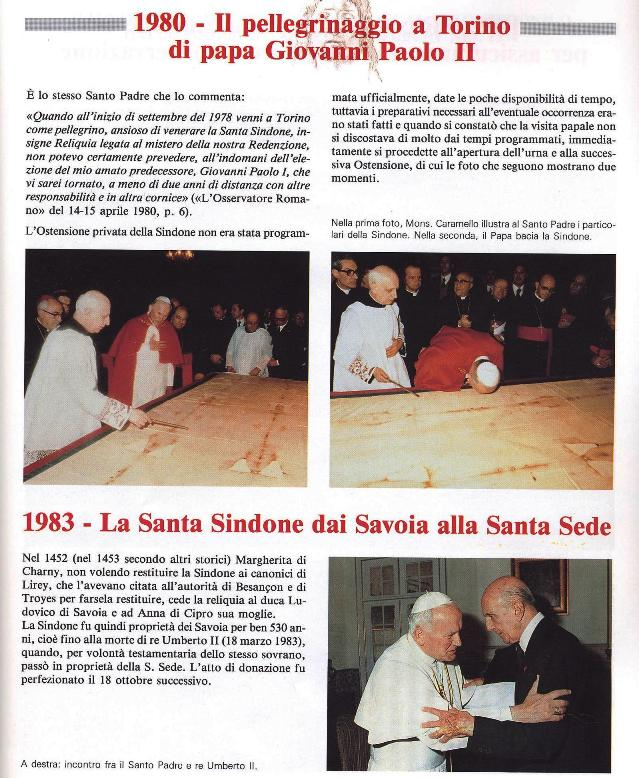 1980 - Il pellegrinaggio a Torino
di papa Giovanni Paolo II
È lo stesso Santo Padre che lo commenta:
«Quando all'inizio di settembre del 1978 venni a Torino
come pellegrino, ansioso di venerare la Santa Sindone, in-
signe Reliquia legata al mistero della nostra Redenzione,
non potevo certamente prevedere, all'indomani dell'ele-
zione del mio amato predecessore, Giovanni Paolo I, che
vi sarei tornato, a meno di due anni di distanza con altre
responsabilità e in altra cornice» («L'Osservatore Roma-
no» del 14-15 aprile 1980, p. 6).
L'Ostensione privata della Sindone non era stata program-
mata ufficialmente, date le poche disponibilità di tempo,
tuttavia i preparativi necessari all'eventuale occorrenza era-
no stati fatti e quando si constatò che la visita papale non
si discostava di molto dai tempi programmati, immedia-
tamente si procedette all'apertura dell'urna e alla succes-
siva Ostensione, di cui le foto che seguono mostrano due
momenti.
Nella prima foto, Mons. Caramello illustra al Santo Padre i partico-
lari della Sindone. Nella seconda, il Papa bacia la Sindone.
1983 - La Santa Sindone dai Savoia alla Santa Sede
Nel 1452 (nel 1453 secondo altri storici) Margherita di
Charny, non volendo restituire la Sindone ai canonici di
Lirey, che l'avevano citata all'autorità di Besançon e di
Troyes per farsela restituire, cede la reliquia al duca Lu-
dovico di Savoia e ad Anna di Cipro sua moglie.
La Sindone fu quindi proprietà dei Savoia per ben 530 an-
ni, cioè fino alla morte di re Umberto II (18 marzo 1983),
quando, per volontà testamentaria dello stesso sovrano,
passò in proprietà della S. Sede. L'atto di donazione fu
perfezionato il 18 ottobre successivo.
A destra: incontro fra il Santo Padre e re Umberto II.